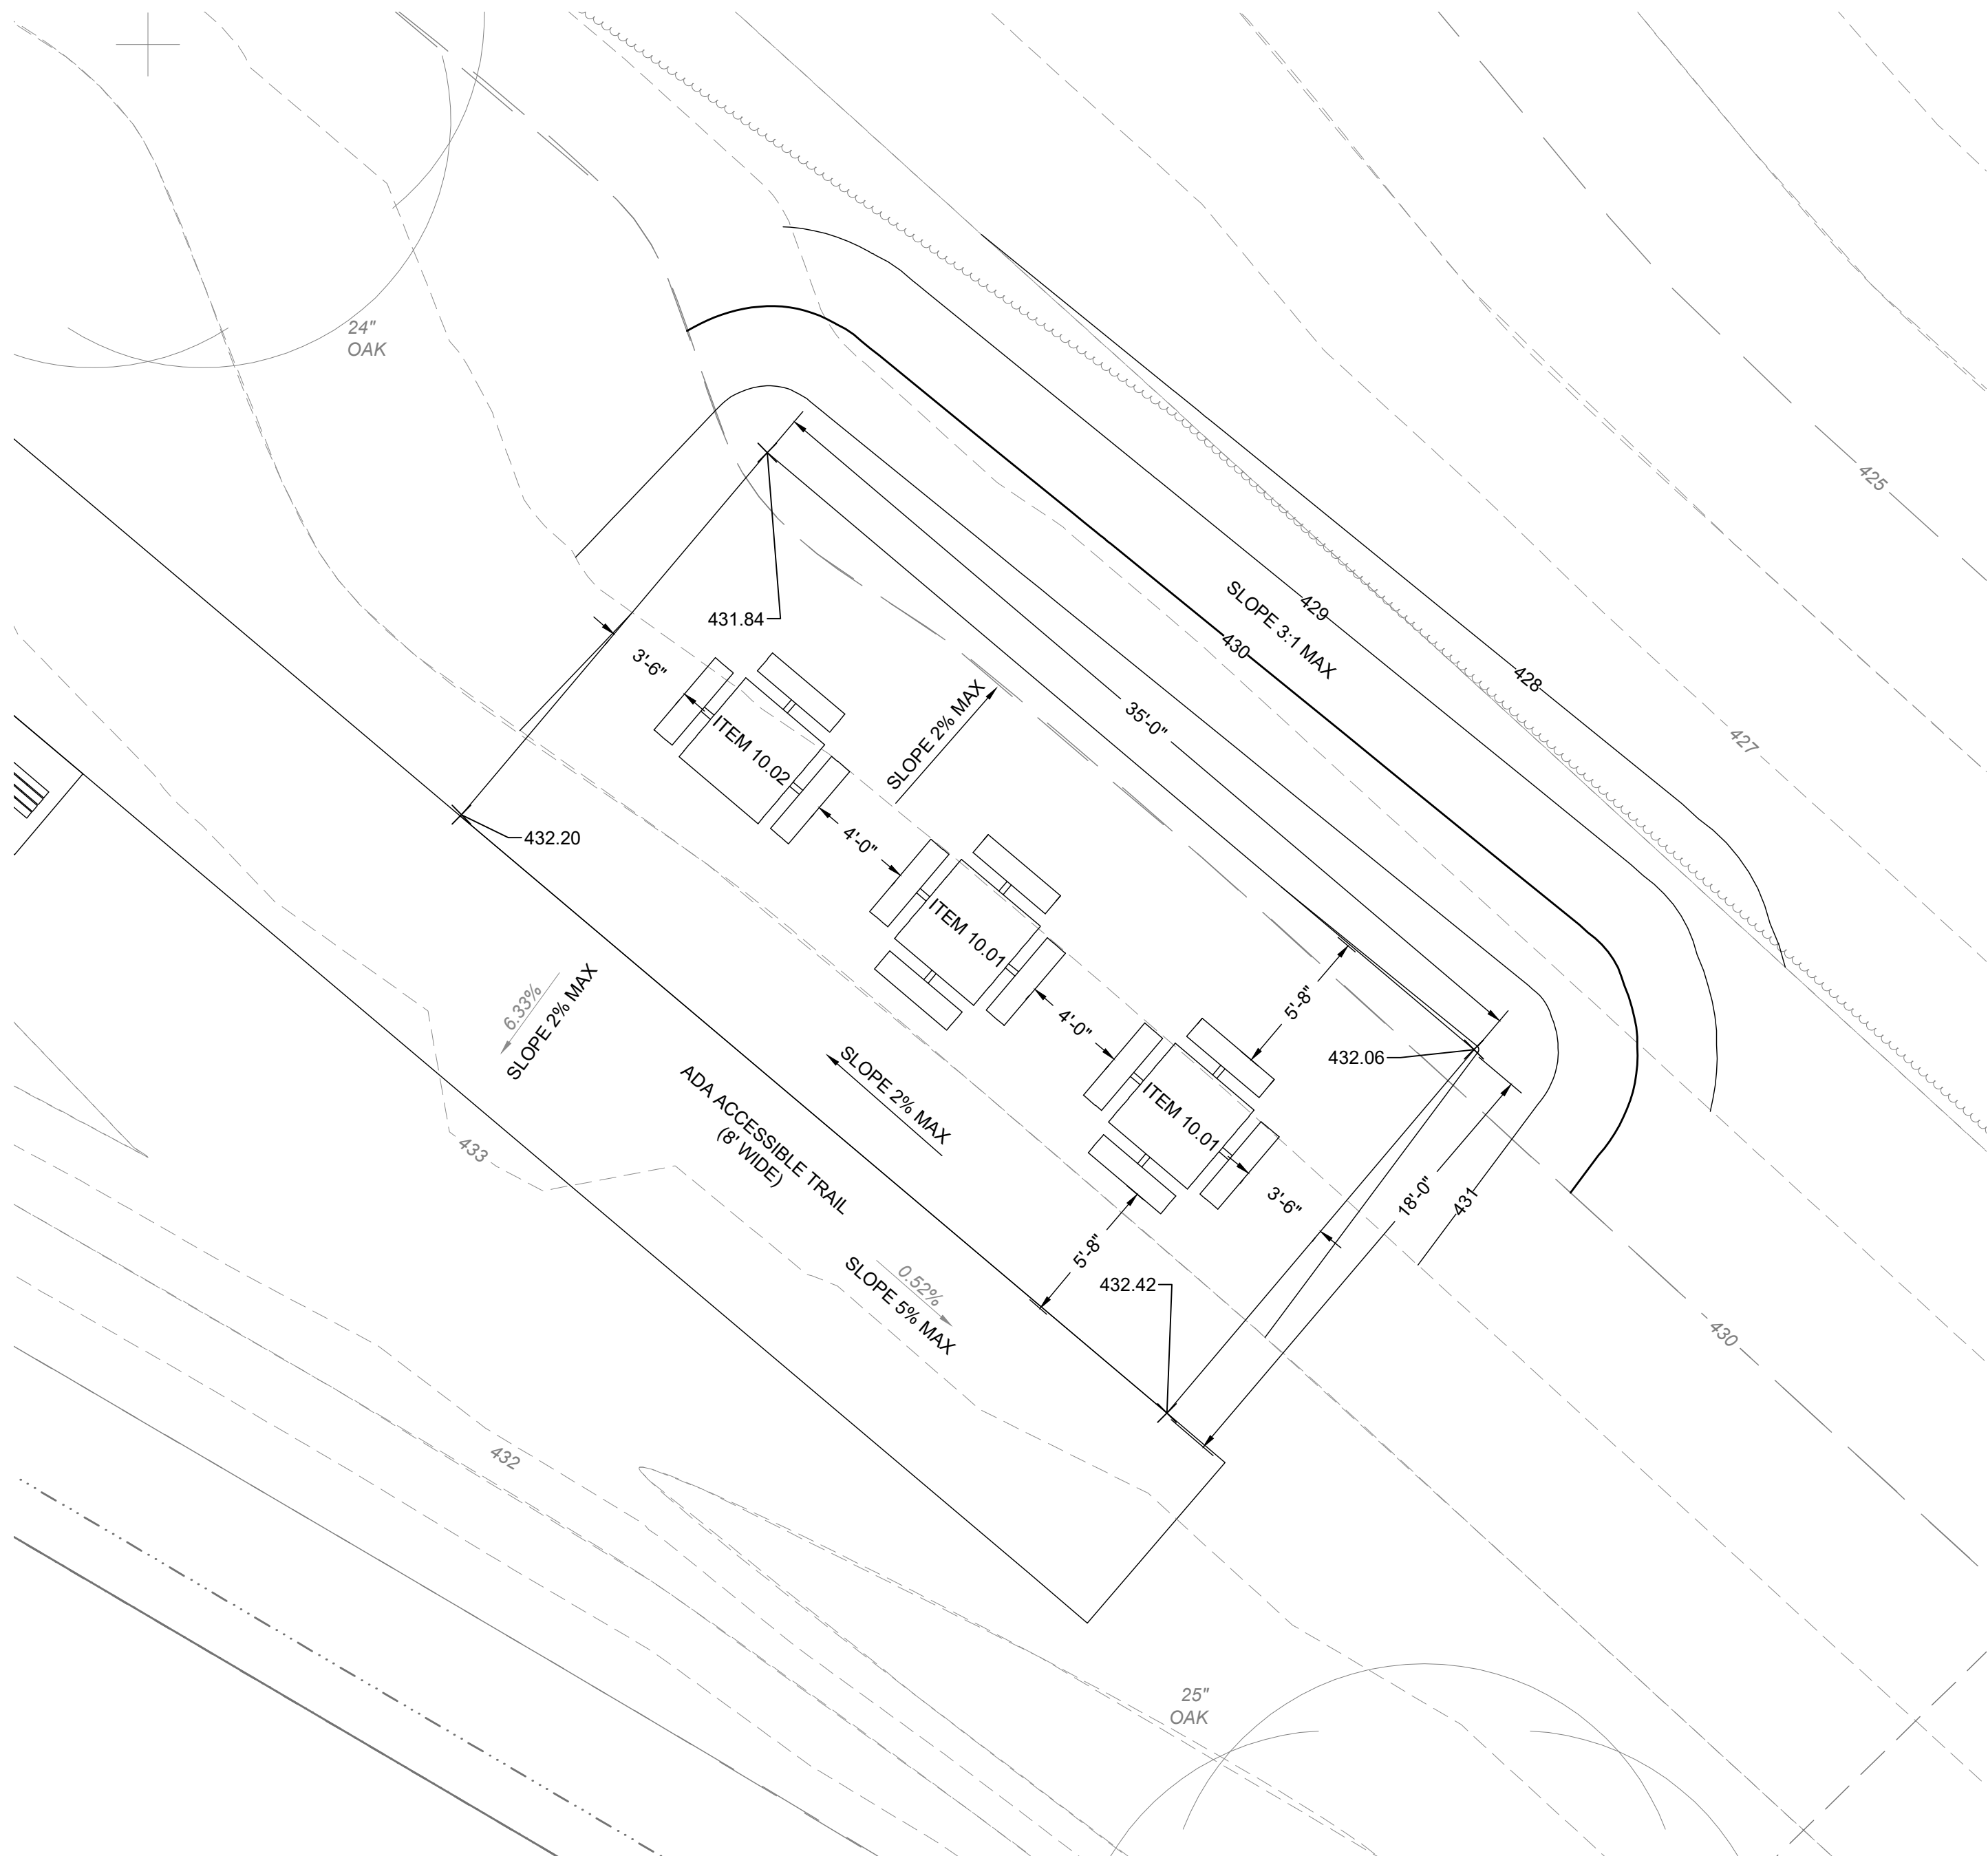 24"
OAK
425
431.84
SLOPE 3:1 MAX
429
430
428
427
3'-6"
ITEM 10.02
SLOPE 2% MAX
35'-0"
432.20
4'-0"
ITEM 10.01
4'-0"
5'-8"
432.06
6.33%
SLOPE 2% MAX
SLOPE 2% MAX
ITEM 10.01
ADA ACCESSIBLE TRAIL
(8' WIDE)
433
3'-6"
18'-0"
431
5'-8"
432.42
0.52%
SLOPE 5% MAX
430
432
25"
OAK